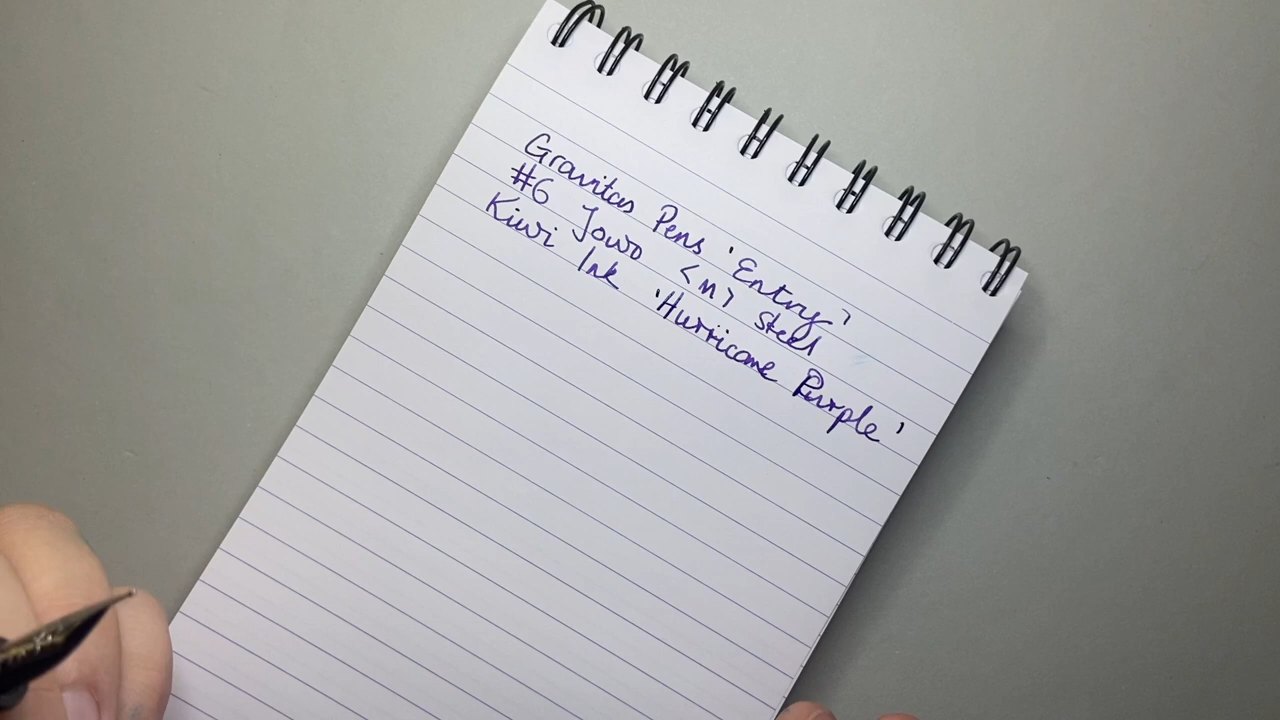 Gravitas Pens 'Entry'
#6 Jowo <M> Steel
Kiwi Ink 'Hurricane Purple'